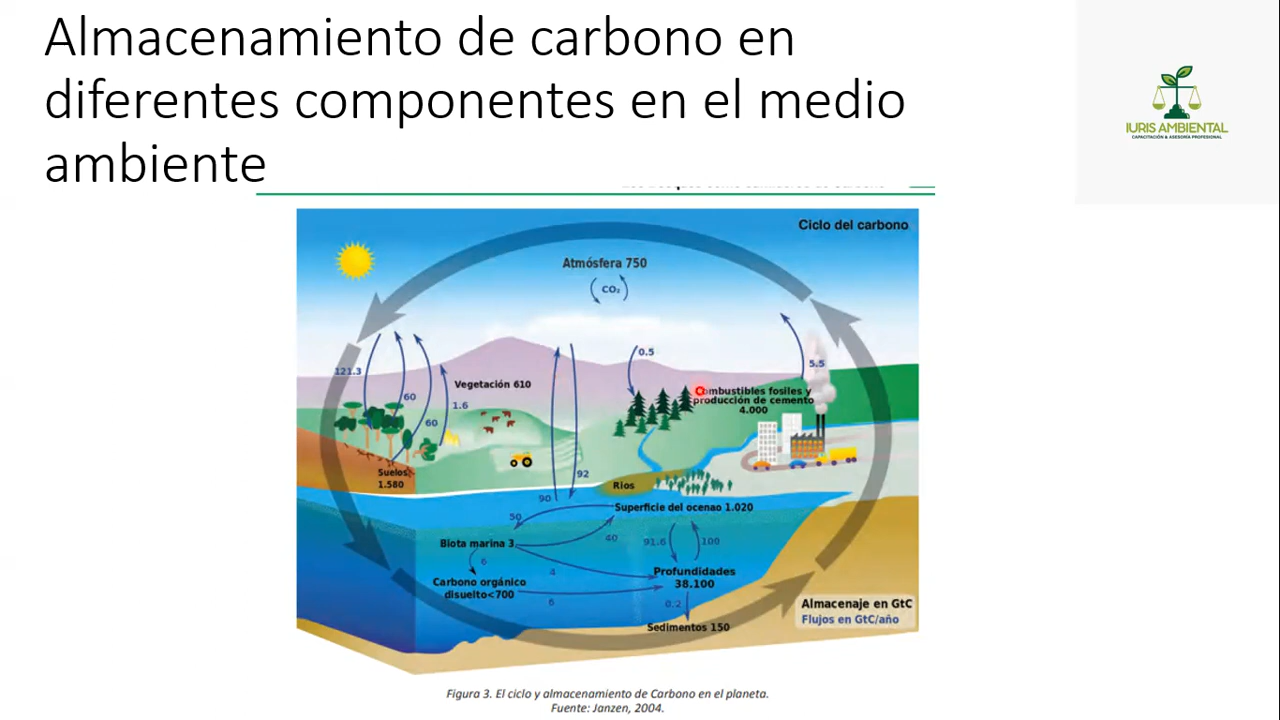 Almacenamiento de carbono en
diferentes componentes en el medio
ambiente
IURIS AMBIENTAL
CAPACITACIÓN & ASESORÍA PROFESIONAL
Ciclo del carbono
Atmósfera 750
CO₂
121.3
60
60
1.6
Vegetación 610
0.5
5.5
Combustibles fosiles y
producción de cemento
4.000
Suelos
1.580
92
90
Rios
Superficie del ocenao 1.020
50
40
91.6
100
Biota marina 3
6
4
Carbono orgánico
disuelto<700
6
Profundidades
38.100
0.2
Sedimentos 150
Almacenaje en GtC
Flujos en GtC/año
Figura 3. El ciclo y almacenamiento de Carbono en el planeta.
Fuente: Janzen, 2004.